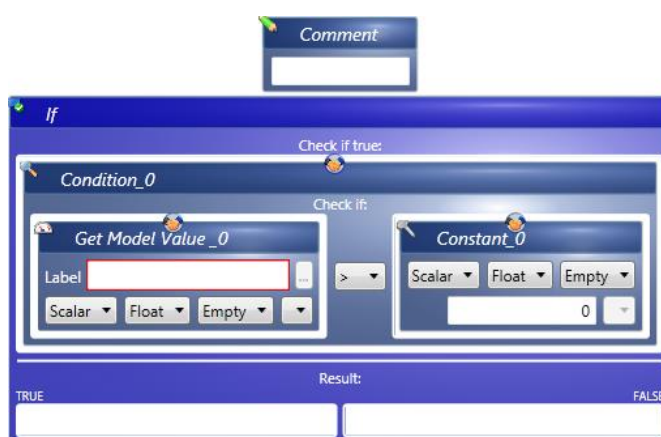 Comment
If
Check if true:
Condition_0
Check if:
Get Model Value _0
Constant_0
Label
...
>
Scalar Float Empty
Scalar Float Empty
0
Result:
TRUE
FALSE